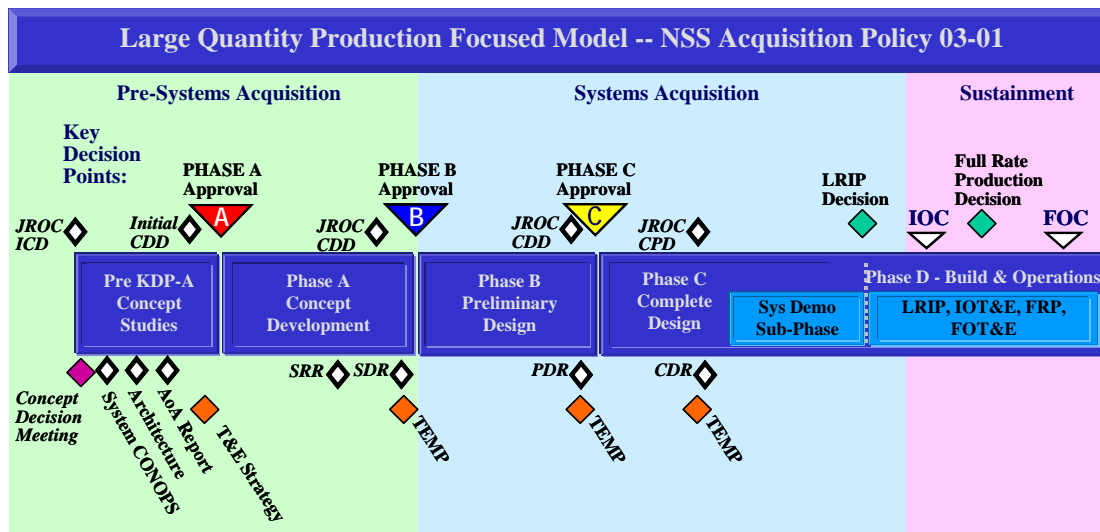 Large Quantity Production Focused Model -- NSS Acquisition Policy 03-01
Pre-Systems Acquisition
Systems Acquisition
Sustainment
Key
Decision
Points:
PHASE A
Approval
PHASE B
Approval
PHASE C
Approval
LRIP
Decision
Full Rate
Production
Decision
A
B
C
JROC
ICD
Initial
CDD
JROC
CDD
JROC
CDD
JROC
CPD
IOC
FOC
Pre KDP-A
Concept
Studies
Phase A
Concept
Development
Phase B
Preliminary
Design
Phase C
Complete
Design
Sys Demo
Sub-Phase
Phase D - Build & Operations
LRIP, IOT&E, FRP,
FOT&E
SRR
SDR
PDR
CDR
Concept
Decision
Meeting
System CONOPS
Architecture
AoA Report
T&E Strategy
TEMP
TEMP
TEMP